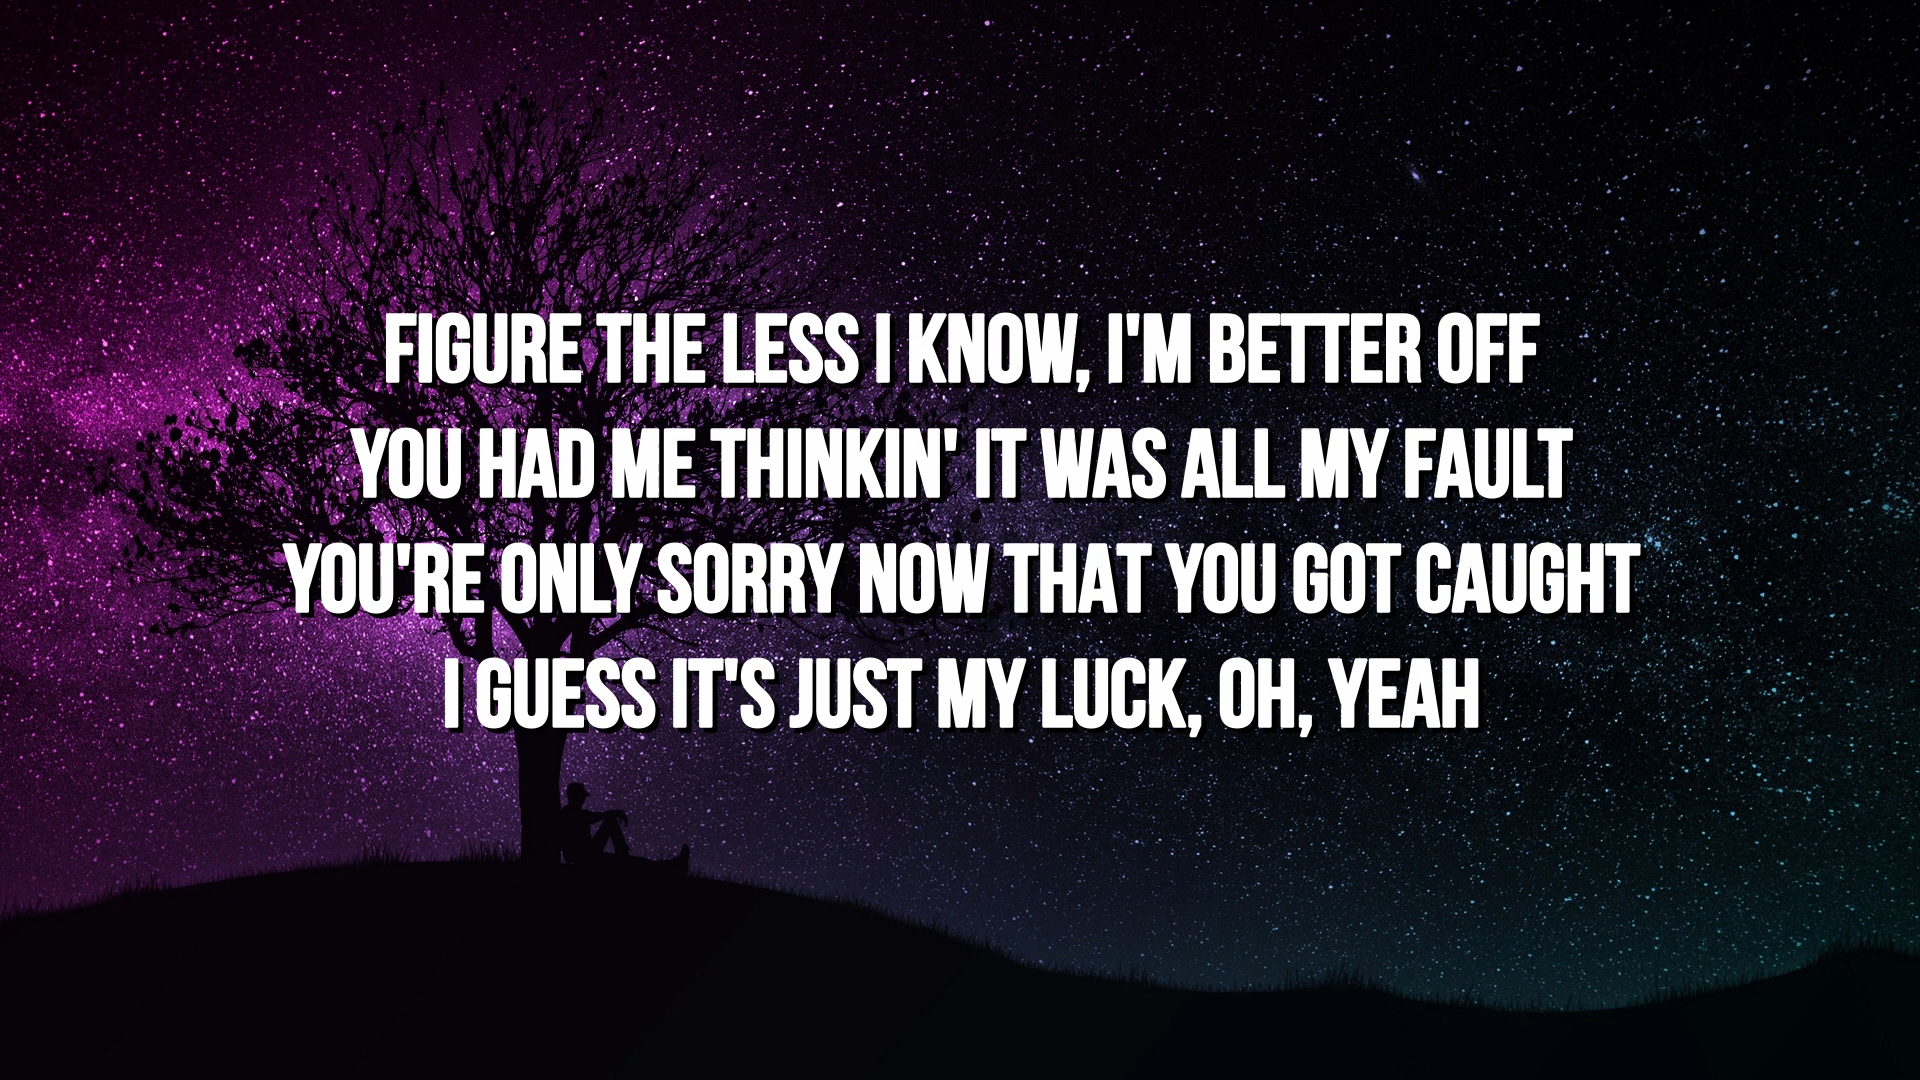 FIGURE THE LESS I KNOW, I'M BETTER OFF
YOU HAD ME THINKIN' IT WAS ALL MY FAULT
YOU'RE ONLY SORRY NOW THAT YOU GOT CAUGHT
I GUESS IT'S JUST MY LUCK, OH, YEAH